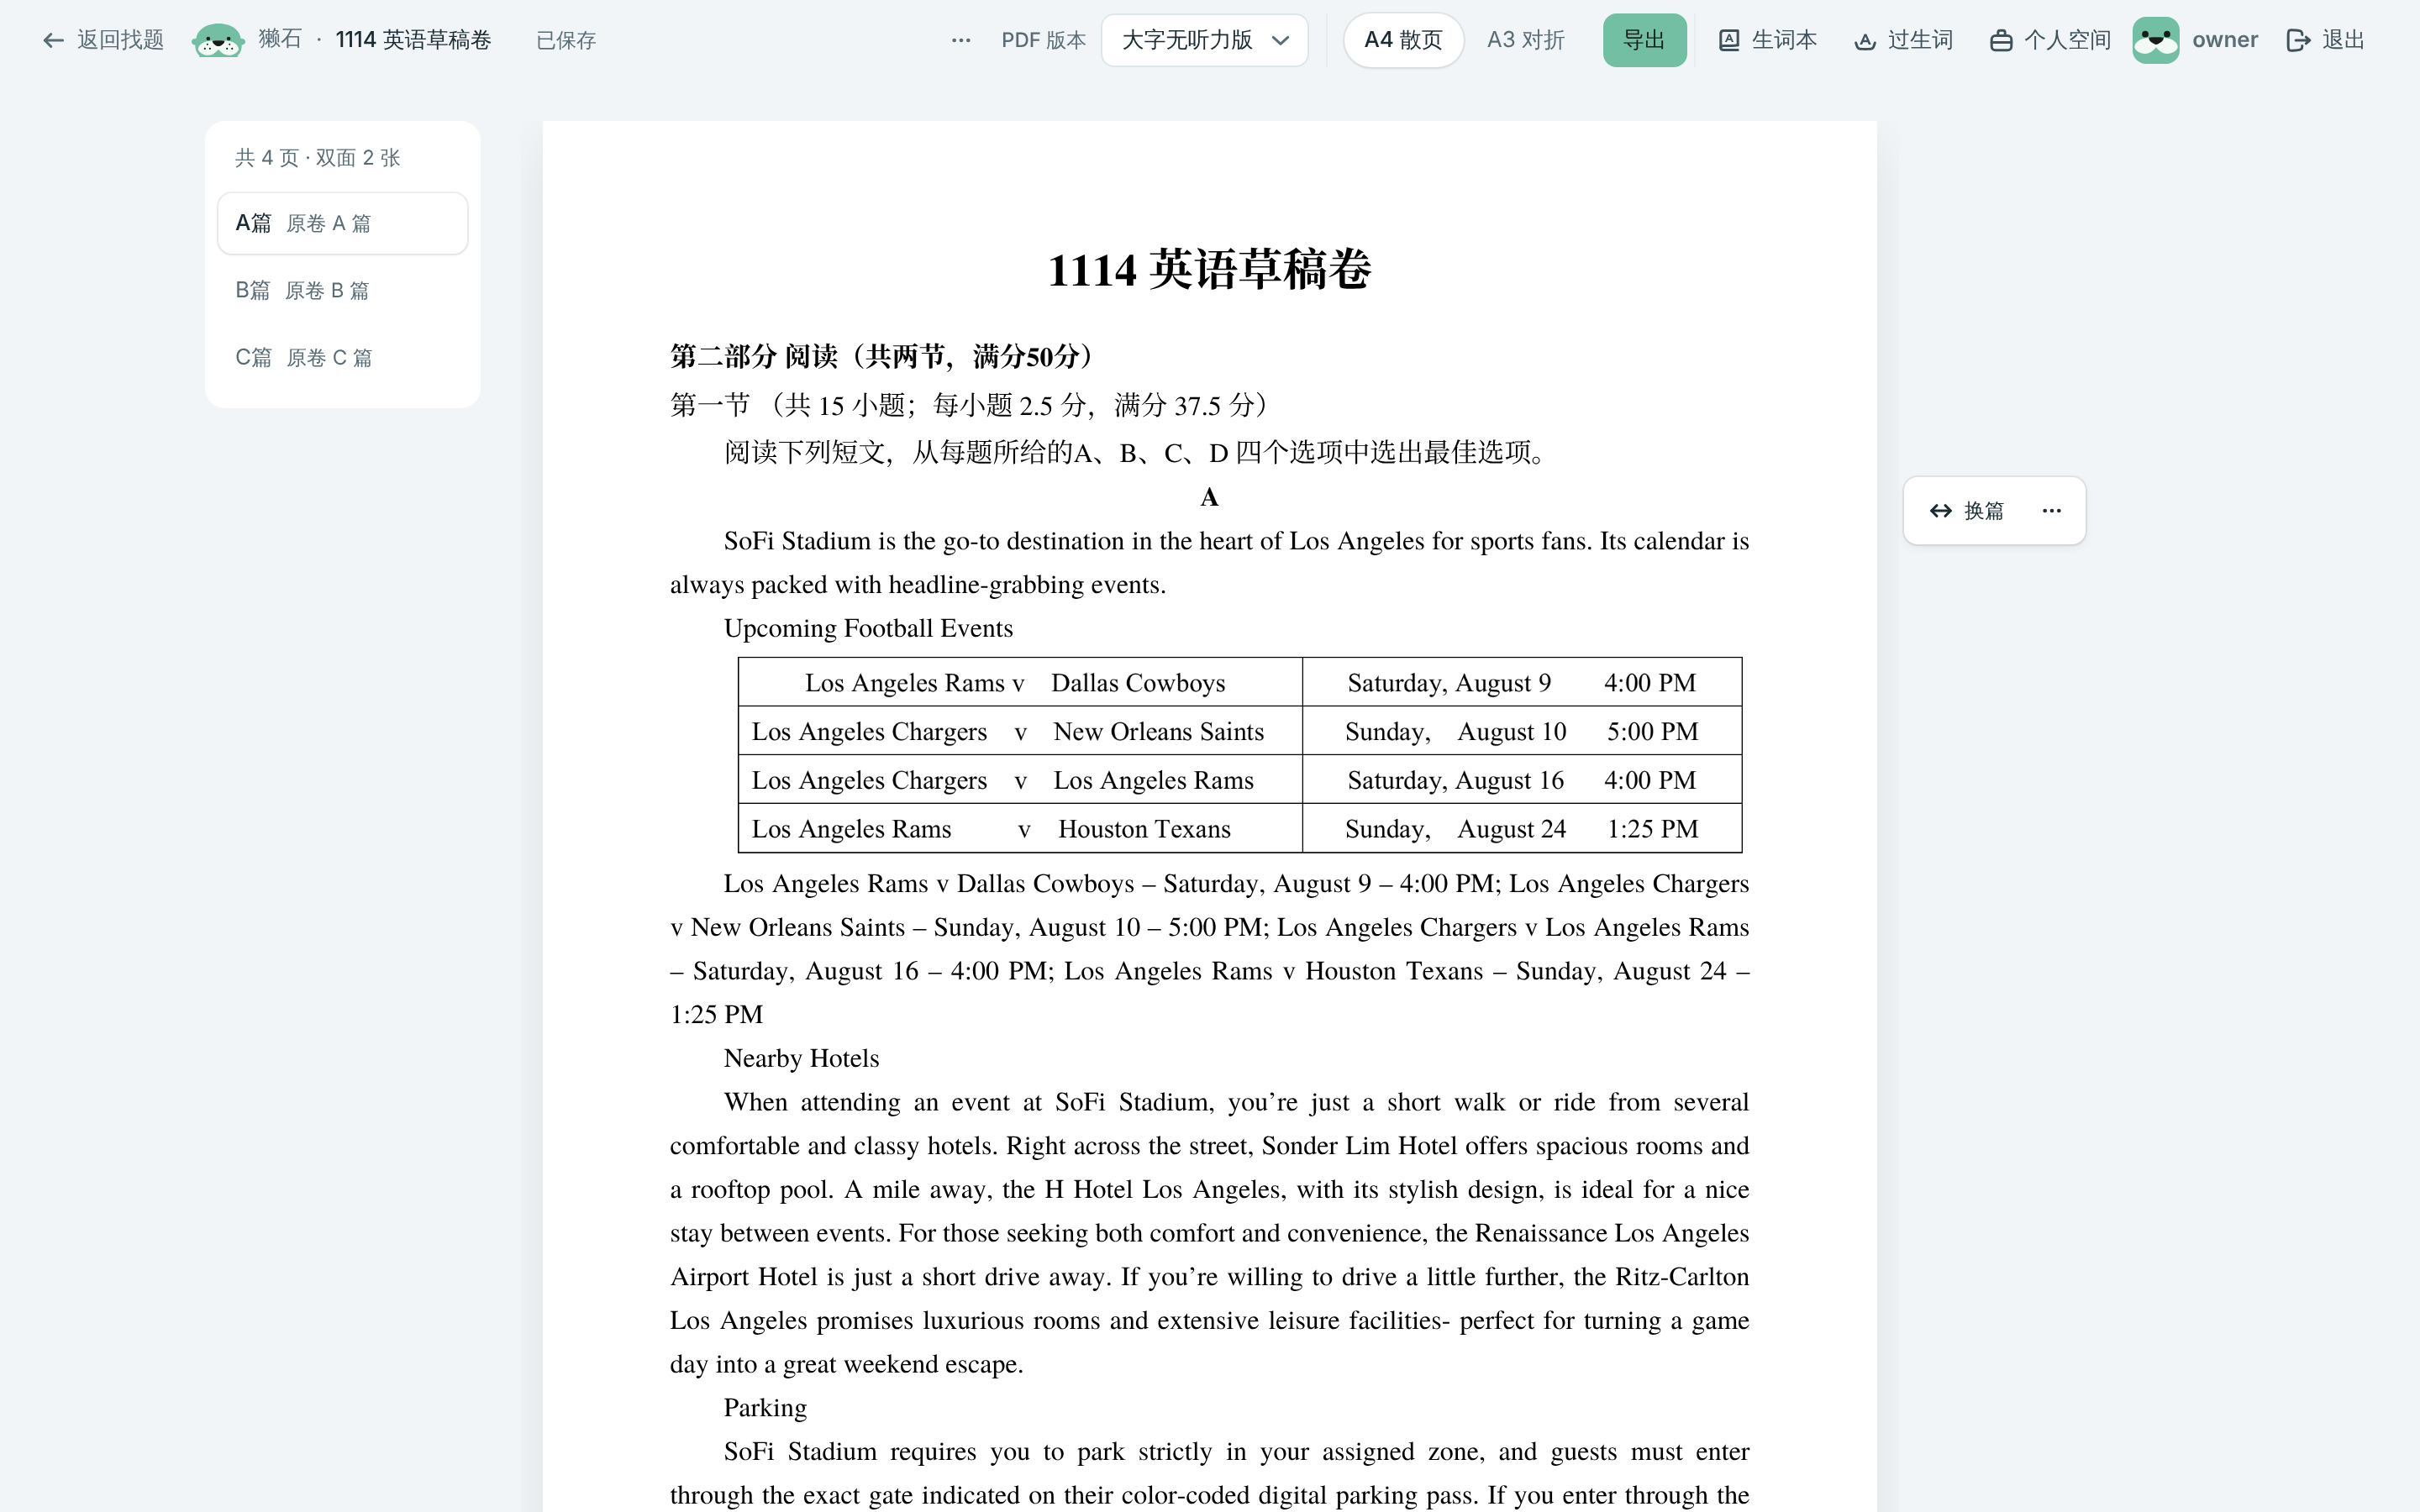 返回找题 獭石 · 1114 英语草稿卷 已保存 ··· PDF 版本 大字无听力版 A4 散页 A3 对折 导出 生词本 过生词 个人空间 owner 退出
共 4 页 · 双面 2 张
A篇 原卷 A 篇
B篇 原卷 B 篇
C篇 原卷 C 篇
1114 英语草稿卷
第二部分 阅读（共两节，满分50分）
第一节 （共 15 小题；每小题 2.5 分，满分 37.5 分）
阅读下列短文，从每题所给的A、B、C、D 四个选项中选出最佳选项。
A
换篇 ···
SoFi Stadium is the go-to destination in the heart of Los Angeles for sports fans. Its calendar is
always packed with headline-grabbing events.
Upcoming Football Events
Los Angeles Rams v Dallas Cowboys Saturday, August 9 4:00 PM
Los Angeles Chargers v New Orleans Saints Sunday, August 10 5:00 PM
Los Angeles Chargers v Los Angeles Rams Saturday, August 16 4:00 PM
Los Angeles Rams v Houston Texans Sunday, August 24 1:25 PM
Los Angeles Rams v Dallas Cowboys – Saturday, August 9 – 4:00 PM; Los Angeles Chargers
v New Orleans Saints – Sunday, August 10 – 5:00 PM; Los Angeles Chargers v Los Angeles Rams
– Saturday, August 16 – 4:00 PM; Los Angeles Rams v Houston Texans – Sunday, August 24 –
1:25 PM
Nearby Hotels
When attending an event at SoFi Stadium, you’re just a short walk or ride from several
comfortable and classy hotels. Right across the street, Sonder Lim Hotel offers spacious rooms and
a rooftop pool. A mile away, the H Hotel Los Angeles, with its stylish design, is ideal for a nice
stay between events. For those seeking both comfort and convenience, the Renaissance Los Angeles
Airport Hotel is just a short drive away. If you’re willing to drive a little further, the Ritz-Carlton
Los Angeles promises luxurious rooms and extensive leisure facilities- perfect for turning a game
day into a great weekend escape.
Parking
SoFi Stadium requires you to park strictly in your assigned zone, and guests must enter
through the exact gate indicated on their color-coded digital parking pass. If you enter through the